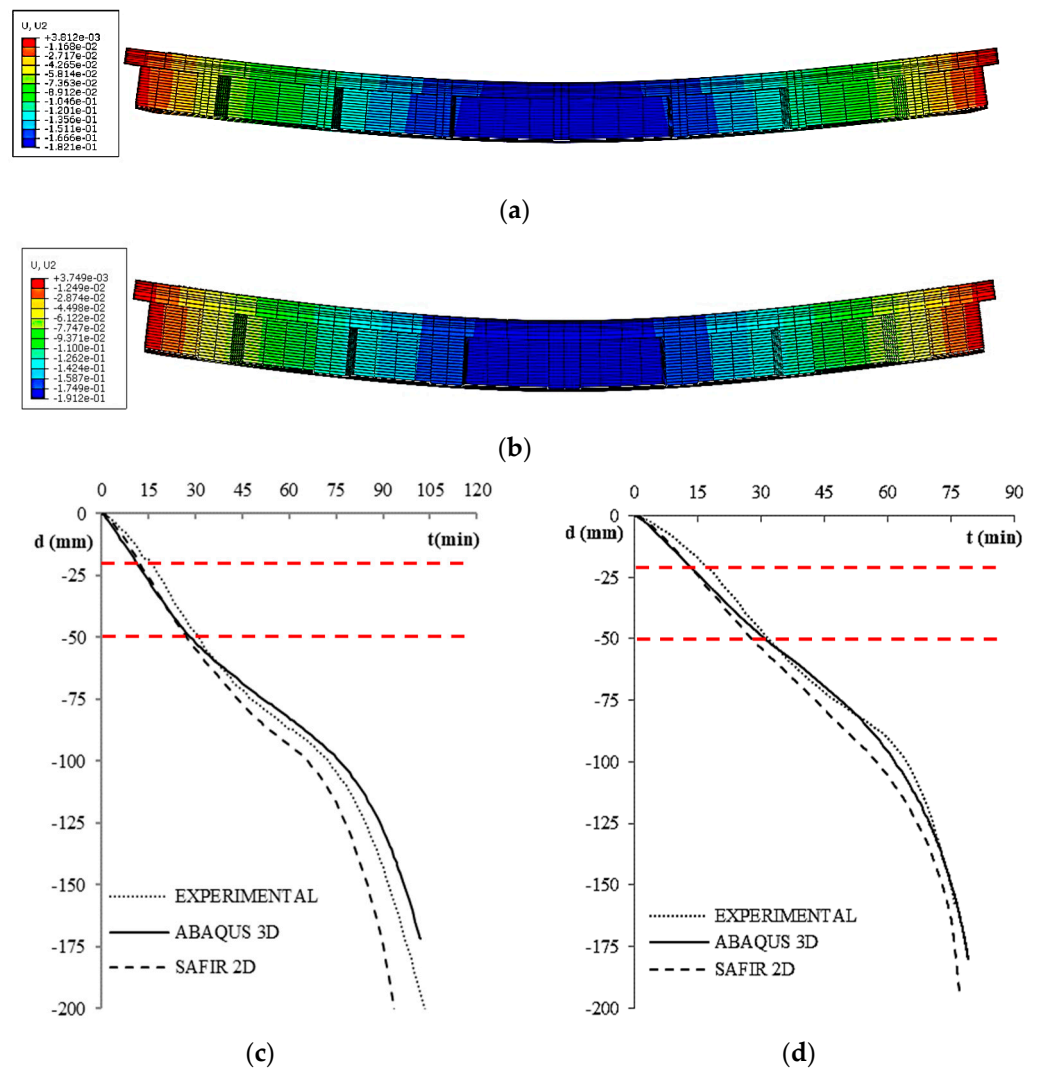 U, U2
+3.812e-03
-1.168e-02
-2.717e-02
-4.265e-02
-5.814e-02
-7.363e-02
-8.912e-02
-1.046e-01
-1.201e-01
-1.356e-01
-1.511e-01
-1.666e-01
-1.821e-01
(a)
U, U2
+3.749e-03
-1.249e-02
-2.874e-02
-4.498e-02
-6.122e-02
-7.747e-02
-9.371e-02
-1.100e-01
-1.262e-01
-1.424e-01
-1.587e-01
-1.749e-01
-1.912e-01
(b)
0 15 30 45 60 75 90 105 120
0
d (mm)
t(min)
-25
-50
-75
-100
-125
-150
-175
-200
EXPERIMENTAL
ABAQUS 3D
SAFIR 2D
(c)
0 15 30 45 60 75 90
0
d (mm)
t (min)
-25
-50
-75
-100
-125
-150
-175
-200
EXPERIMENTAL
ABAQUS 3D
SAFIR 2D
(d)